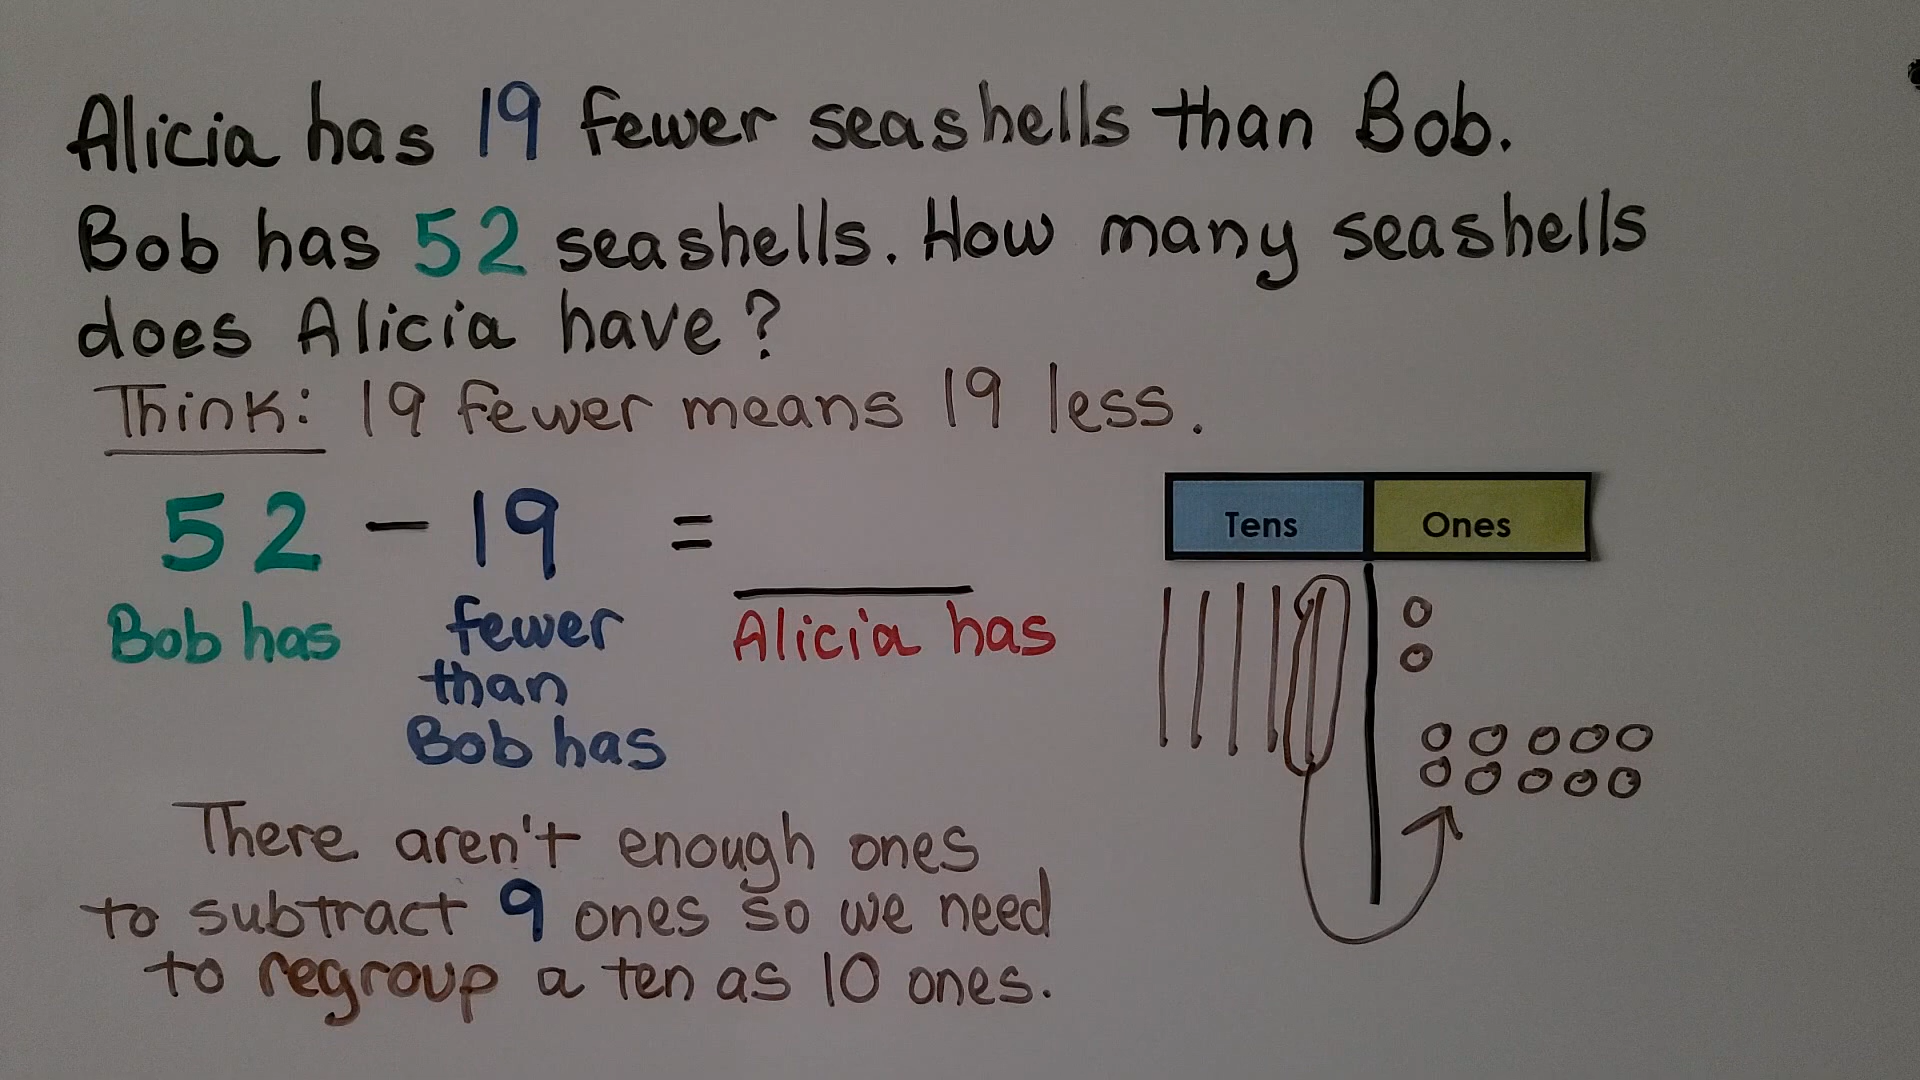 Alicia has 19 fewer seashells than Bob.
Bob has 52 seashells. How many seashells
does Alicia have?
Think: 19 fewer means 19 less.
52 - 19 =
Tens Ones
Bob has fewer Alicia has
than
Bob has
There aren't enough ones
to subtract 9 ones so we need
to regroup a ten as 10 ones.